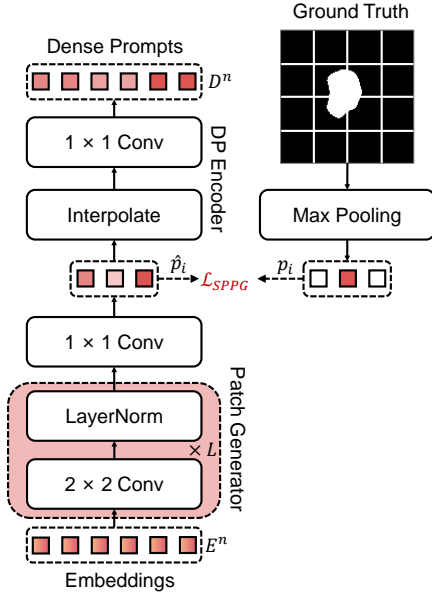 Dense Prompts
D^n
1 × 1 Conv
Interpolate
DP Encoder
p̂_i
ℒ_SPPG
p_i
1 × 1 Conv
LayerNorm
× L
2 × 2 Conv
Patch Generator
E^n
Embeddings
Ground Truth
Max Pooling